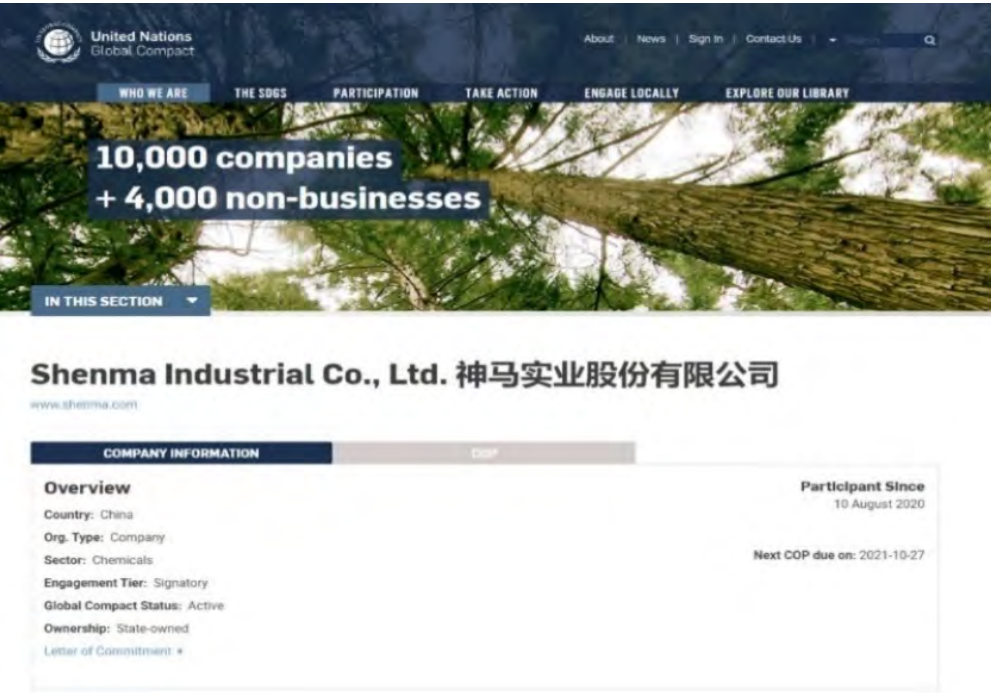 United Nations
Global Compact
About | News | Sign In | Contact Us |
WHO WE ARE THE SDGS PARTICIPATION TAKE ACTION ENGAGE LOCALLY EXPLORE OUR LIBRARY
10,000 companies
+ 4,000 non-businesses
IN THIS SECTION
Shenma Industrial Co., Ltd. 神马实业股份有限公司
www.shenma.com
COMPANY INFORMATION COP
Overview
Participant Since
10 August 2020
Country: China
Org. Type: Company
Sector: Chemicals
Next COP due on: 2021-10-27
Engagement Tier: Signatory
Global Compact Status: Active
Ownership: State-owned
Letter of Commitment